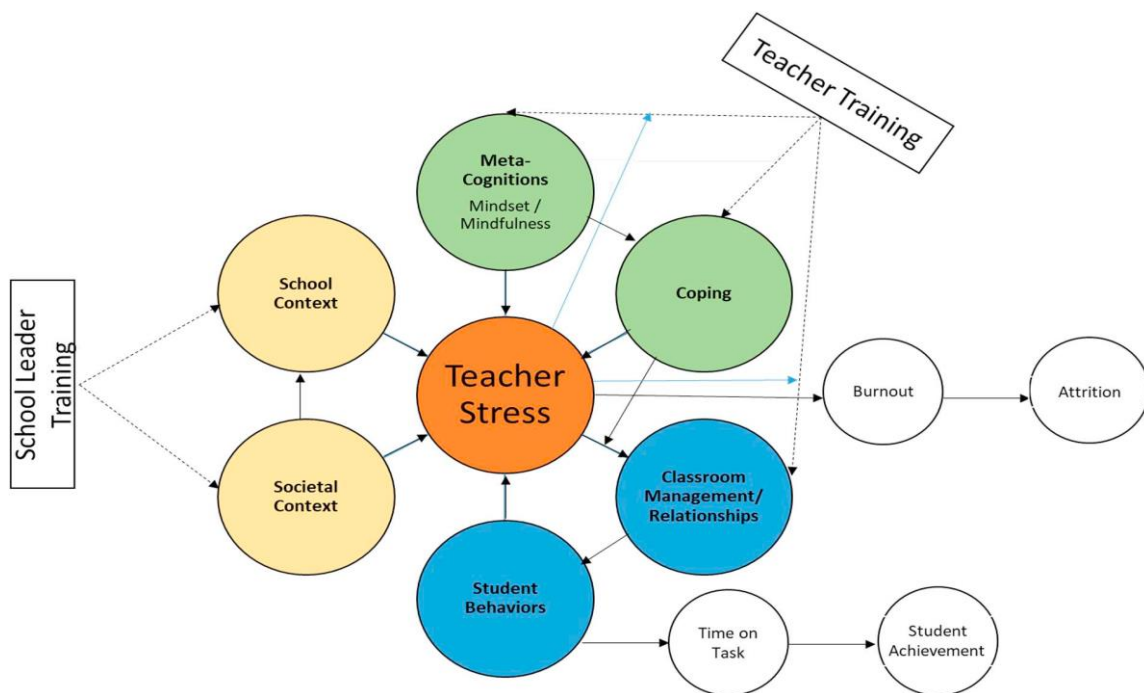 Teacher Training
Meta-
Cognitions
Mindset /
Mindfulness
School
Context
Coping
School Leader
Training
Teacher
Stress
Burnout
Attrition
Societal
Context
Classroom
Management/
Relationships
Student
Behaviors
Time on
Task
Student
Achievement